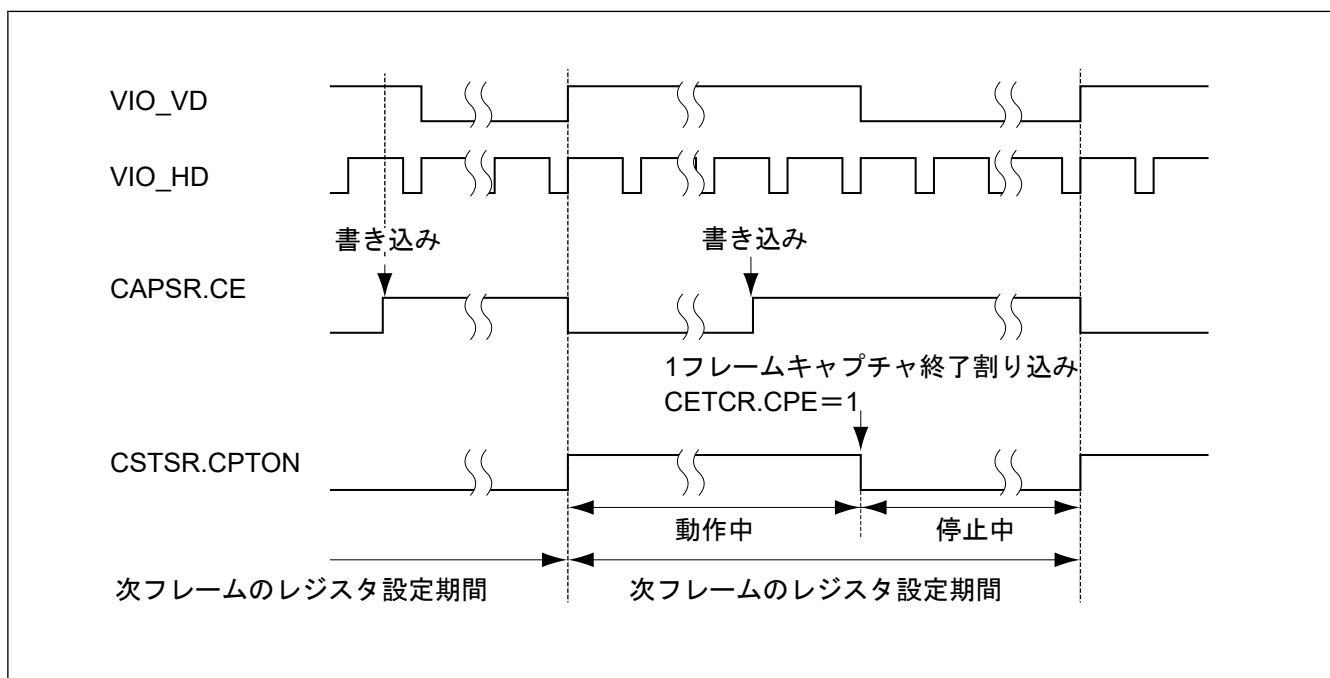 VIO_VD
VIO_HD
書き込み 書き込み
CAPSR.CE
1フレームキャプチャ終了割り込み
CETCR.CPE＝1
CSTSR.CPTON
動作中 停止中
次フレームのレジスタ設定期間 次フレームのレジスタ設定期間